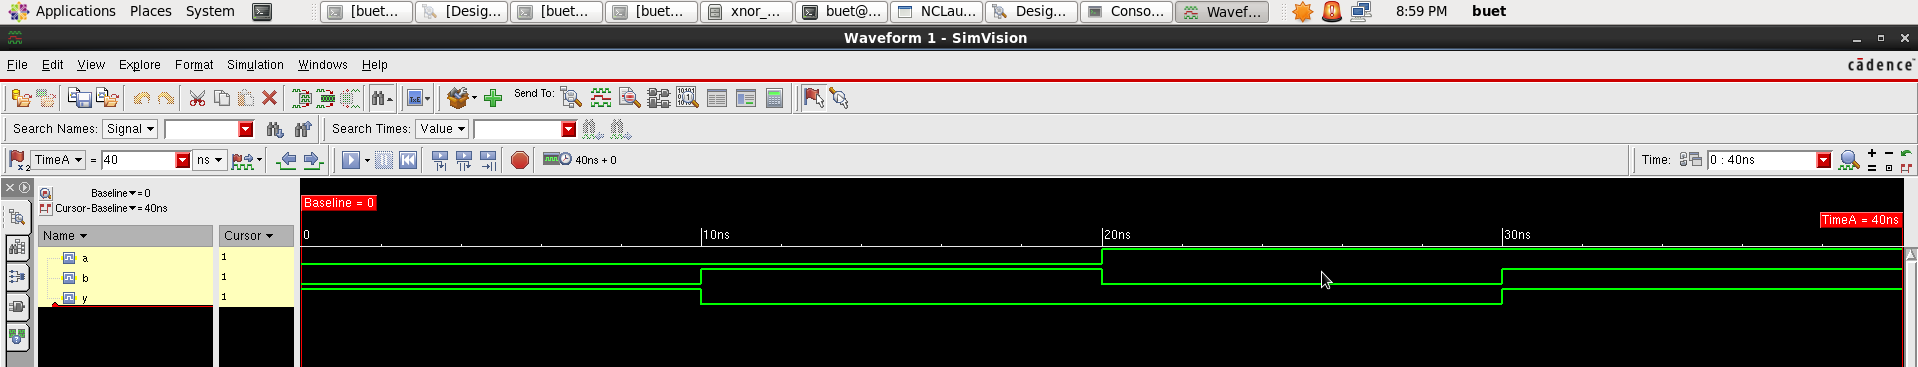 Applications Places System [buet... [Desig... [buet... [buet... xnor_... buet@... NCLau... Desig... Conso... Wavef... 8:59 PM buet
Waveform 1 - SimVision
File Edit View Explore Format Simulation Windows Help cādence
Send To:
Search Names: Signal Search Times: Value
TimeA = 40 ns 40ns + 0 Time: 0 : 40ns
Baseline = 0
Cursor-Baseline = 40ns
Baseline = 0
TimeA = 40ns
Name Cursor 0 10ns 20ns 30ns
a 1
b 1
y 1